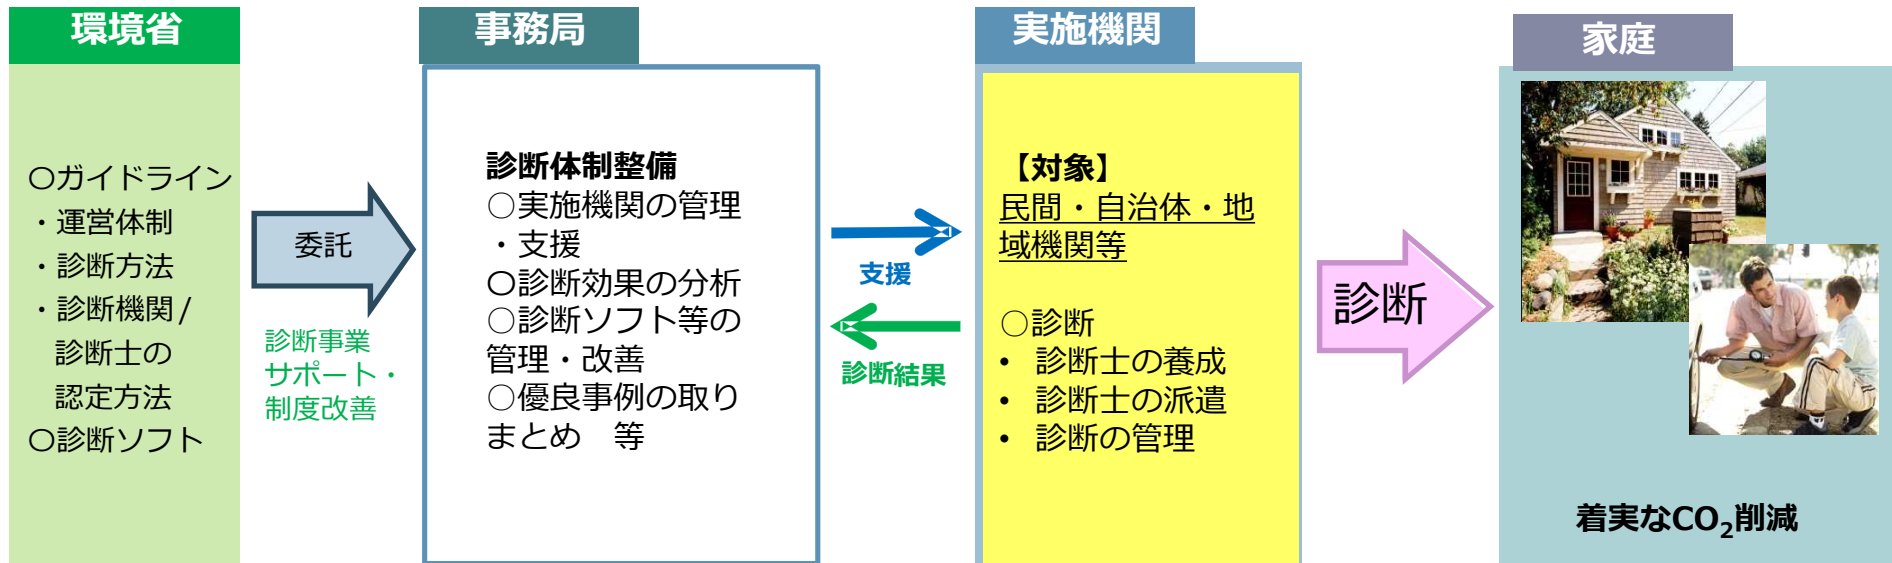 環境省
〇ガイドライン
・運営体制
・診断方法
・診断機関/
診断士の
認定方法
〇診断ソフト
委託
診断事業
サポート・
制度改善
事務局
診断体制整備
○実施機関の管理
・支援
〇診断効果の分析
○診断ソフト等の
管理・改善
○優良事例の取り
まとめ　等
支援
診断結果
実施機関
【対象】
民間・自治体・地
域機関等
○診断
• 診断士の養成
• 診断士の派遣
• 診断の管理
診断
家庭
着実なCO₂削減